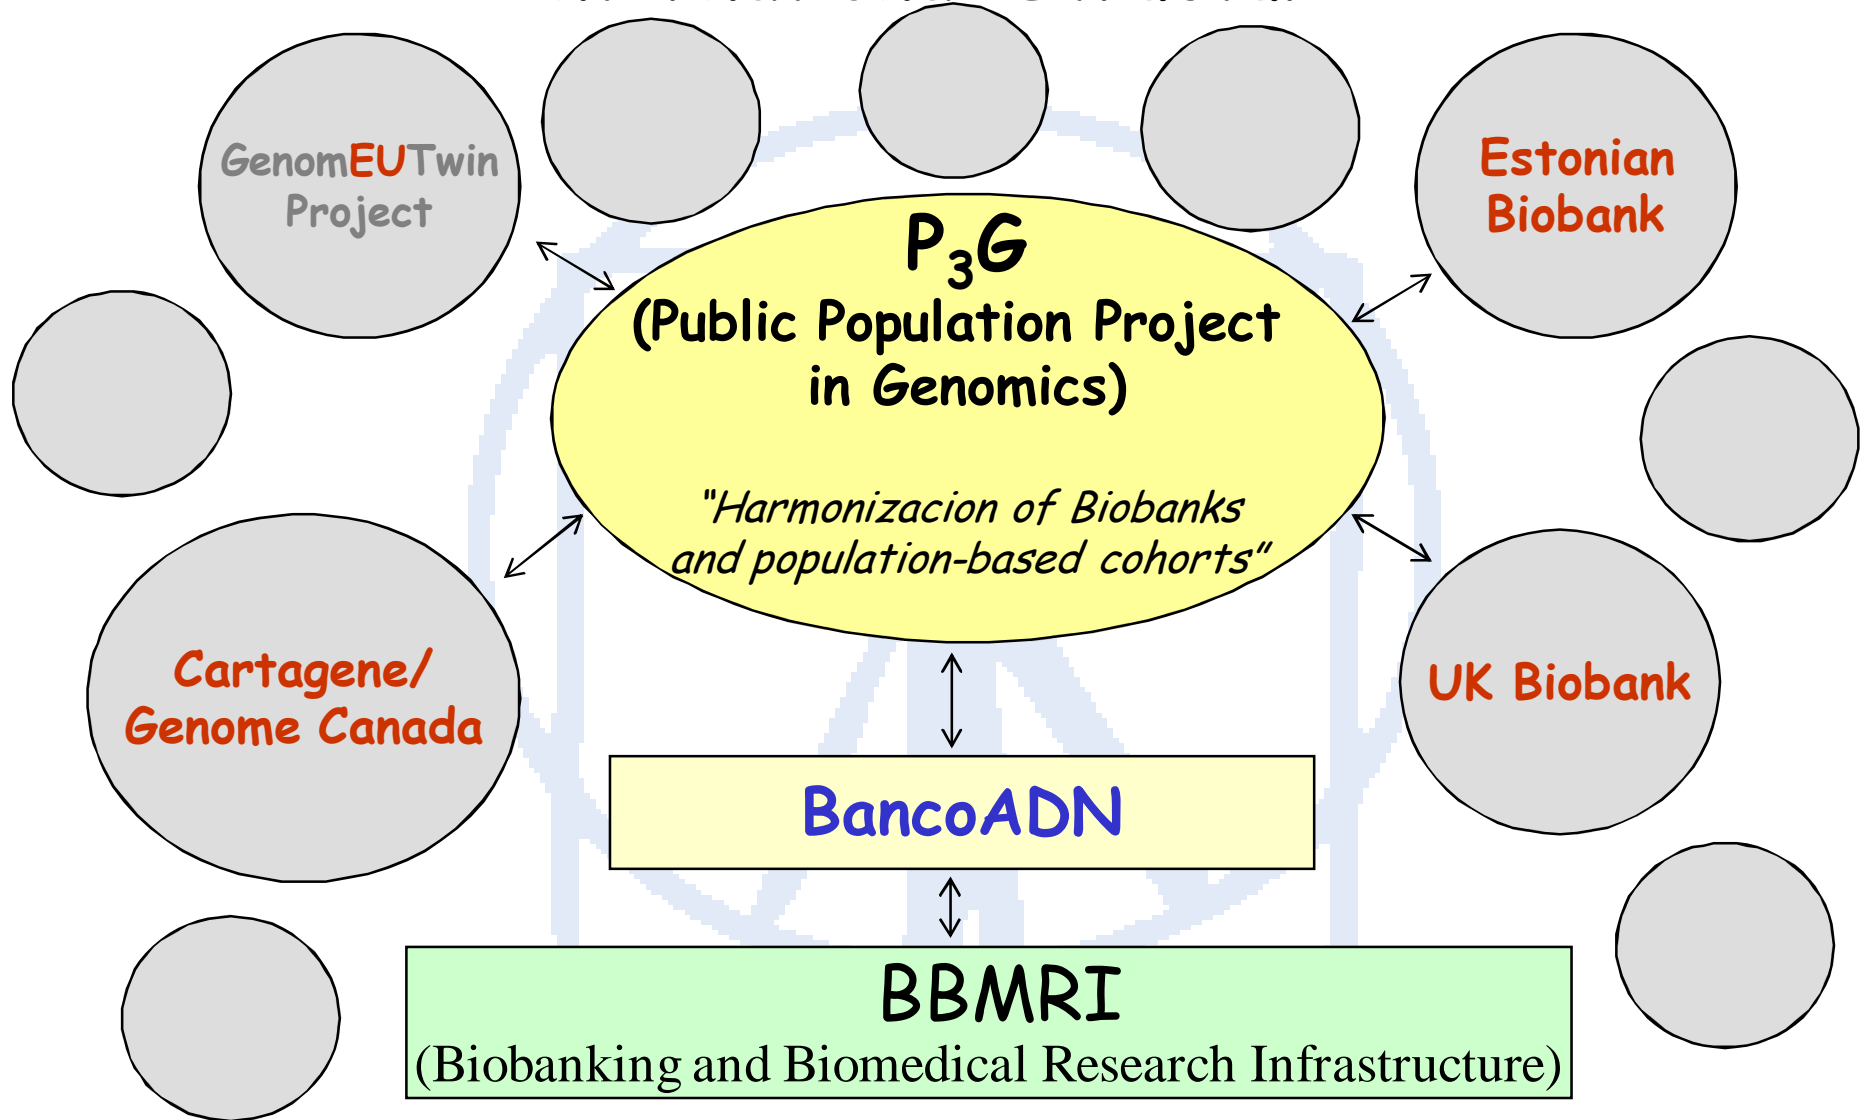 GenomEUTwin
Project
Estonian
Biobank
P3G
(Public Population Project
in Genomics)
"Harmonizacion of Biobanks
and population-based cohorts"
Cartagene/
Genome Canada
UK Biobank
BancoADN
BBMRI
(Biobanking and Biomedical Research Infrastructure)